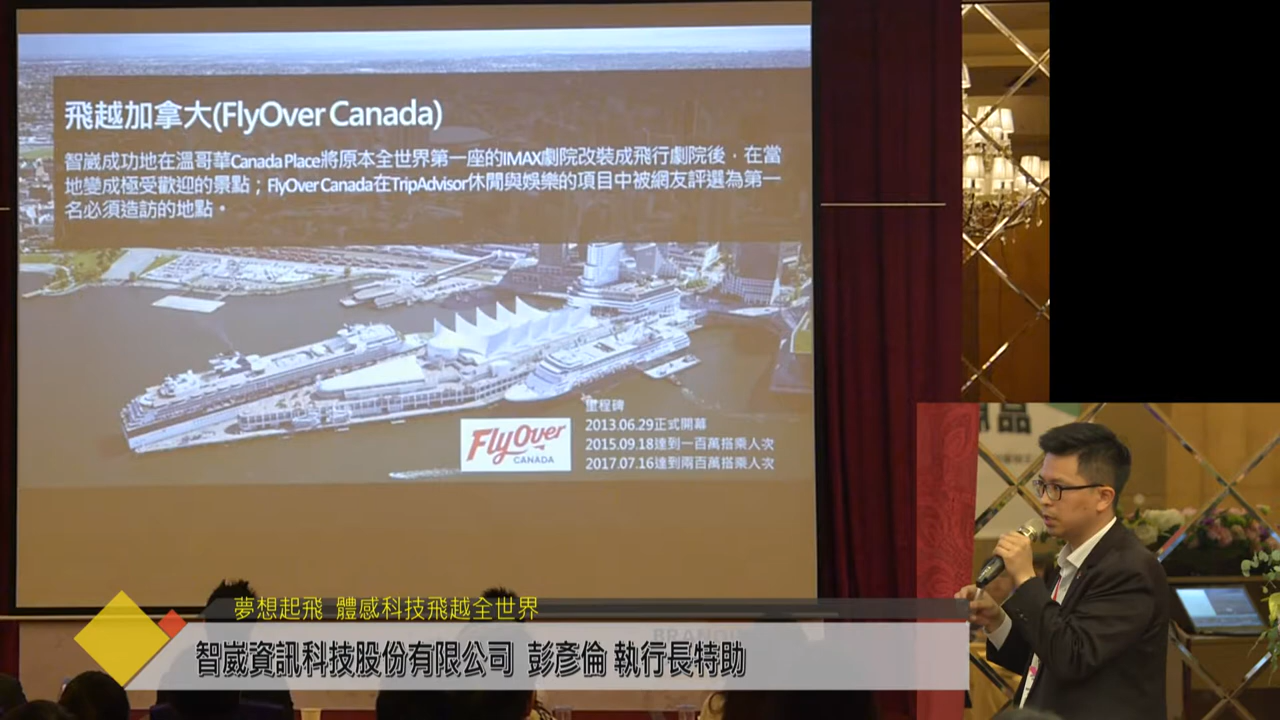 飛越加拿大(FlyOver Canada)
智崴成功地在溫哥華Canada Place將原本全世界第一座的IMAX劇院改裝成飛行劇院後，在當
地變成極受歡迎的景點；FlyOver Canada在TripAdvisor休閒與娛樂的項目中被網友評選為第一
名必須造訪的地點。
里程碑
2013.06.29正式開幕
2015.09.18達到一百萬搭乘人次
2017.07.16達到兩百萬搭乘人次
FlyOver
CANADA
品
夢想起飛 體感科技飛越全世界
智崴資訊科技股份有限公司 彭彥倫 執行長特助